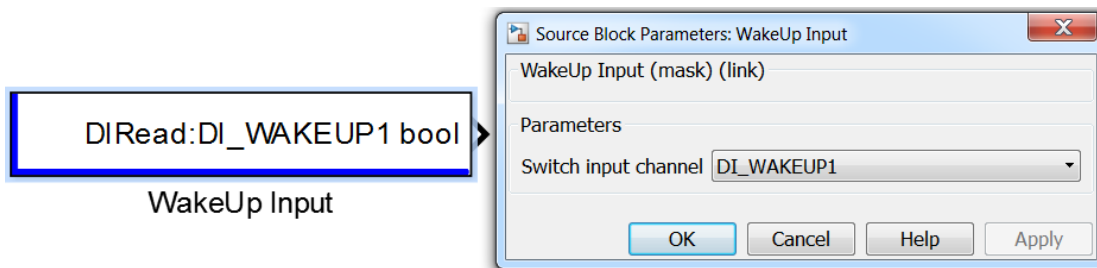 DIRead:DI_WAKEUP1 bool
WakeUp Input
Source Block Parameters: WakeUp Input
WakeUp Input (mask) (link)
Parameters
Switch input channel DI_WAKEUP1
OK Cancel Help Apply